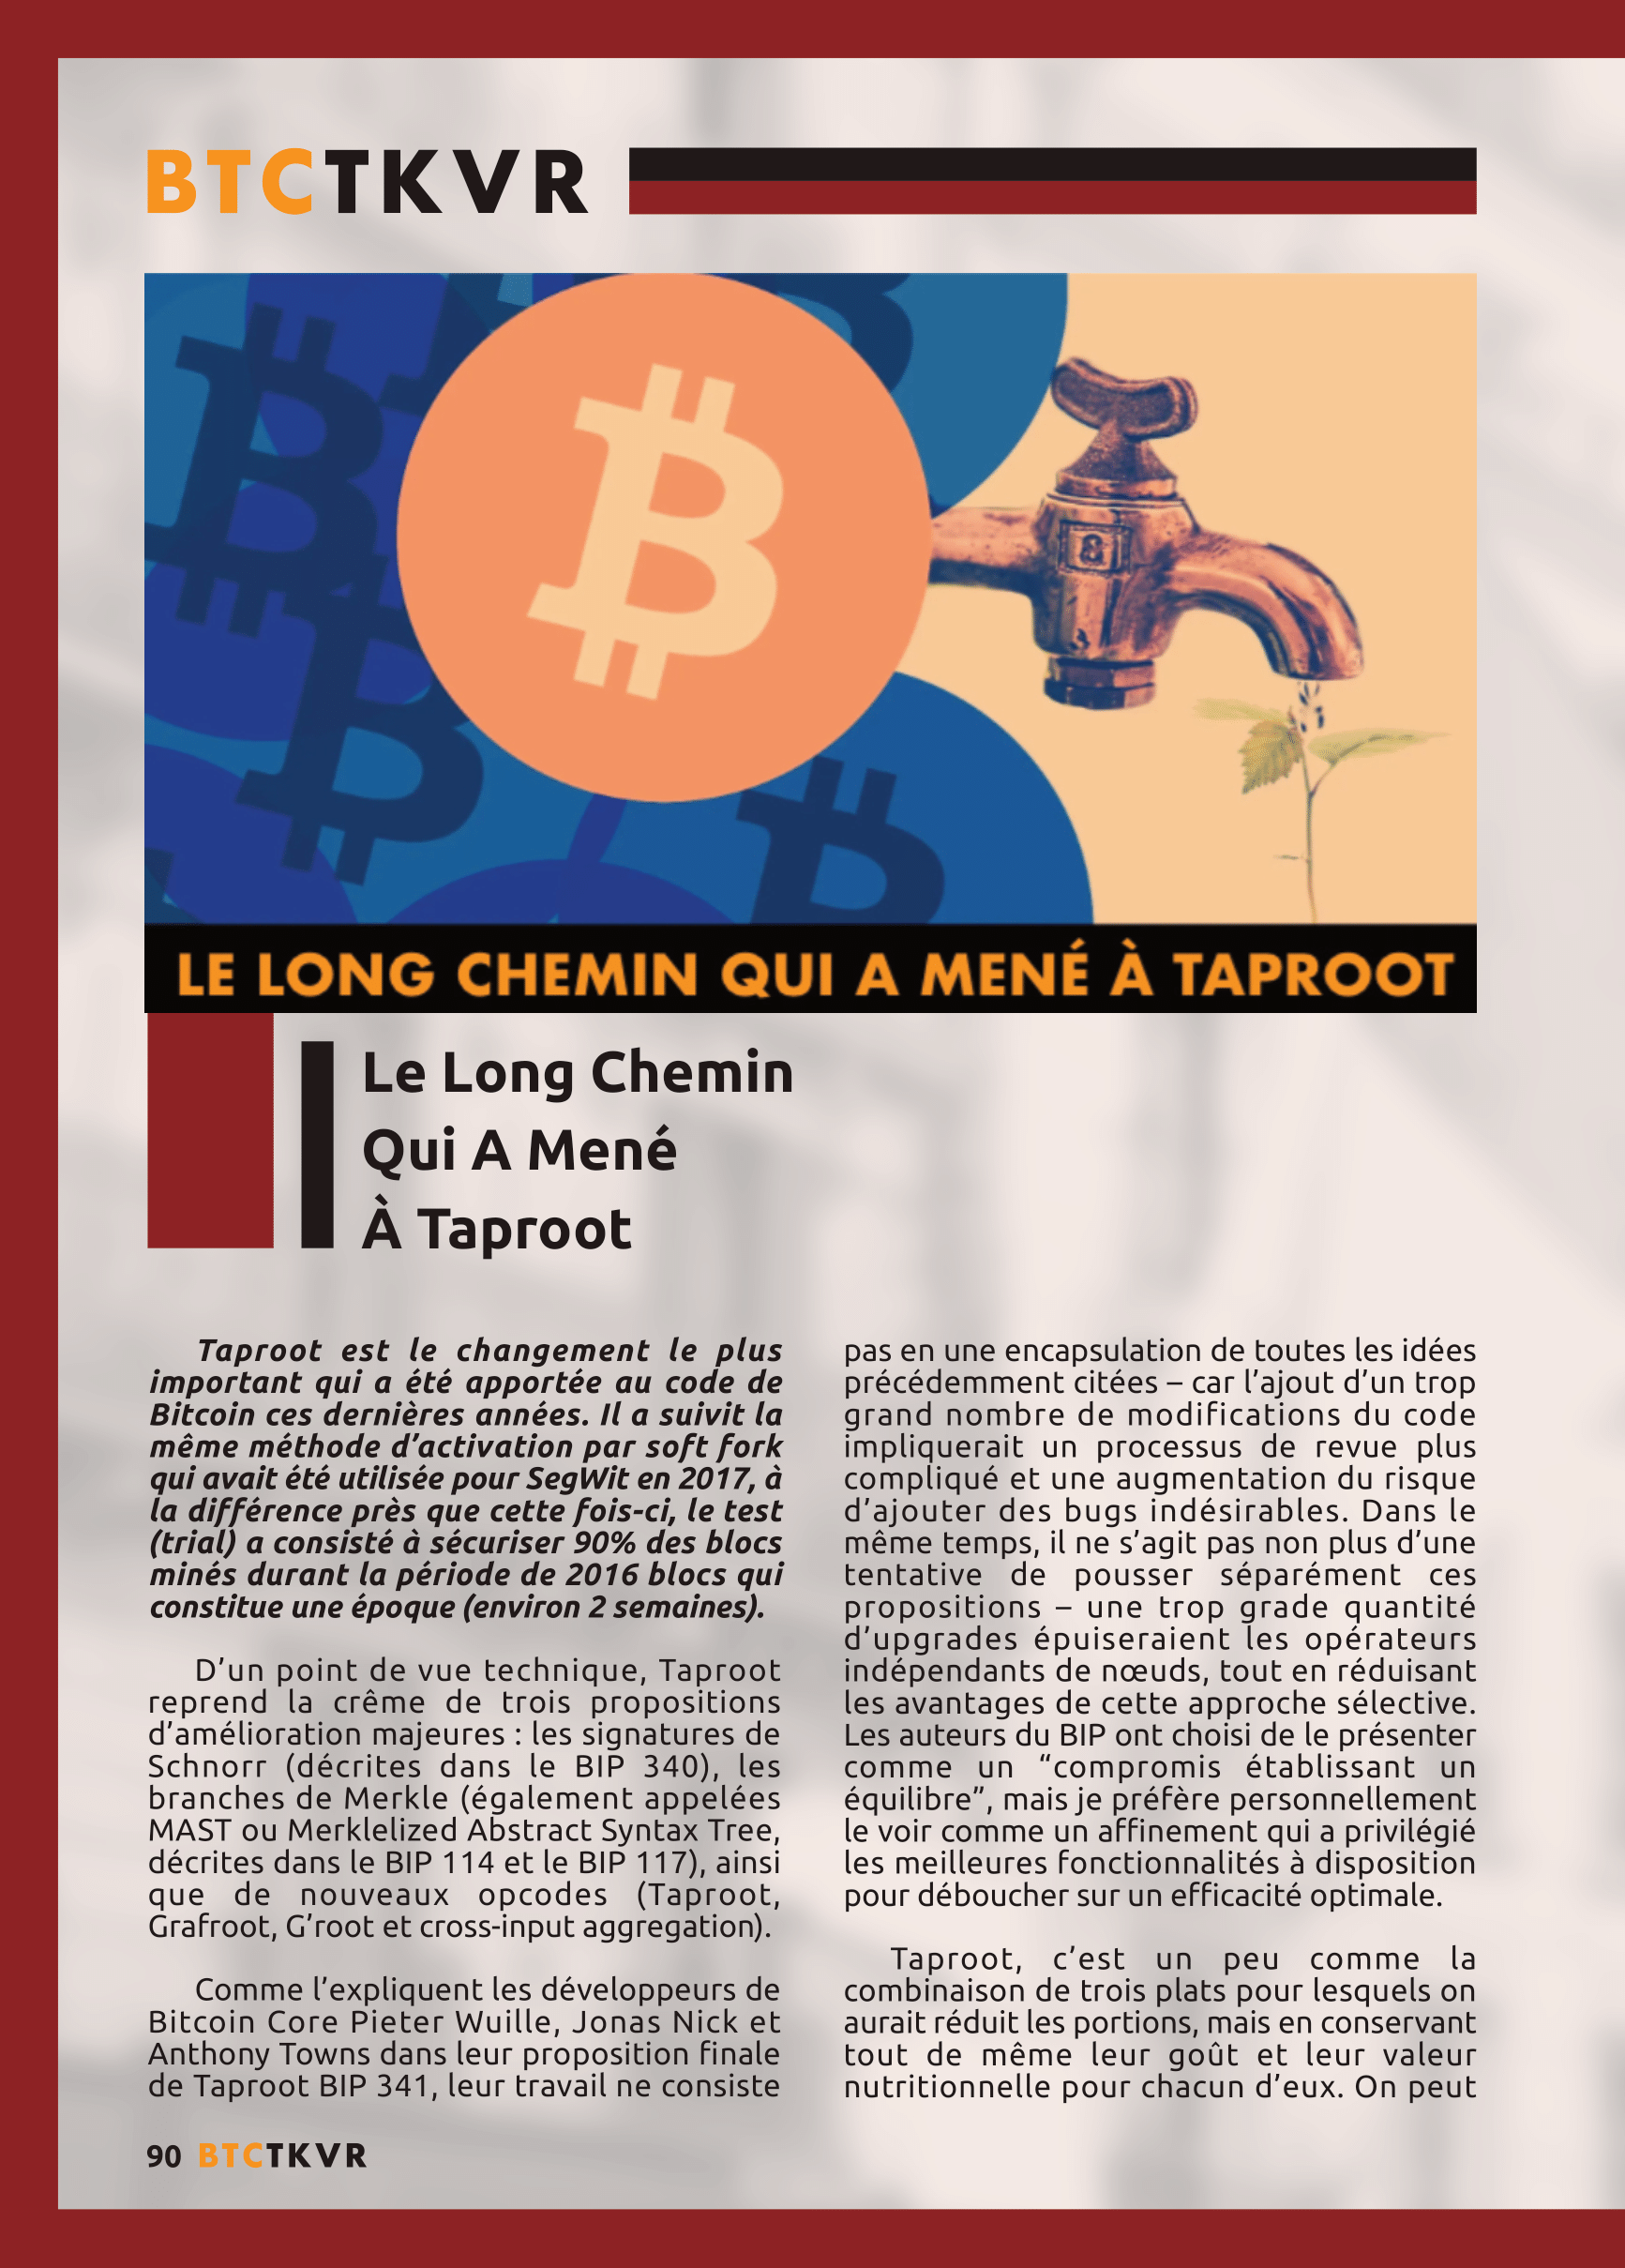 BTCTKVR
LE LONG CHEMIN QUI A MENÉ À TAPROOT
Le Long Chemin
Qui A Mené
À Taproot
Taproot est le changement le plus
important qui a été apportée au code de
Bitcoin ces dernières années. Il a suivit la
même méthode d’activation par soft fork
qui avait été utilisée pour SegWit en 2017, à
la différence près que cette fois-ci, le test
(trial) a consisté à sécuriser 90% des blocs
minés durant la période de 2016 blocs qui
constitue une époque (environ 2 semaines).
D’un point de vue technique, Taproot
reprend la crême de trois propositions
d’amélioration majeures : les signatures de
Schnorr (décrites dans le BIP 340), les
branches de Merkle (également appelées
MAST ou Merklelized Abstract Syntax Tree,
décrites dans le BIP 114 et le BIP 117), ainsi
que de nouveaux opcodes (Taproot,
Grafroot, G’root et cross-input aggregation).
Comme l’expliquent les développeurs de
Bitcoin Core Pieter Wuille, Jonas Nick et
Anthony Towns dans leur proposition finale
de Taproot BIP 341, leur travail ne consiste
pas en une encapsulation de toutes les idées
précédemment citées – car l’ajout d’un trop
grand nombre de modifications du code
impliquerait un processus de revue plus
compliqué et une augmentation du risque
d’ajouter des bugs indésirables. Dans le
même temps, il ne s’agit pas non plus d’une
tentative de pousser séparément ces
propositions – une trop grade quantité
d’upgrades épuiseraient les opérateurs
indépendants de nœuds, tout en réduisant
les avantages de cette approche sélective.
Les auteurs du BIP ont choisi de le présenter
comme un “compromis établissant un
équilibre”, mais je préfère personnellement
le voir comme un affinement qui a privilégié
les meilleures fonctionnalités à disposition
pour déboucher sur un efficacité optimale.
Taproot, c’est un peu comme la
combinaison de trois plats pour lesquels on
aurait réduit les portions, mais en conservant
tout de même leur goût et leur valeur
nutritionnelle pour chacun d’eux. On peut
90 BTCTKVR